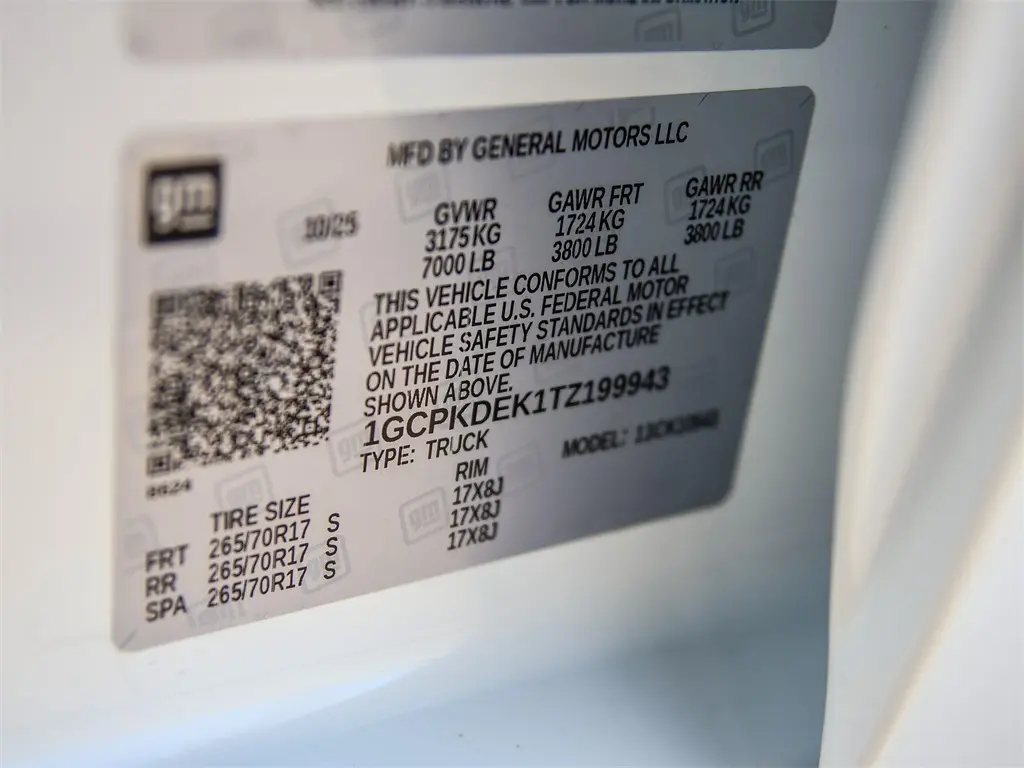 MFD BY GENERAL MOTORS LLC
gm
10/25
GVWR GAWR FRT GAWR RR
3175 KG 1724 KG 1724 KG
7000 LB 3800 LB 3800 LB
THIS VEHICLE CONFORMS TO ALL
APPLICABLE U.S. FEDERAL MOTOR
VEHICLE SAFETY STANDARDS IN EFFECT
ON THE DATE OF MANUFACTURE
SHOWN ABOVE.
1GCPKDEK1TZ199943
TYPE: TRUCK MODEL:
8624
TIRE SIZE RIM
FRT 265/70R17 S 17X8J
RR 265/70R17 S 17X8J
SPA 265/70R17 S 17X8J